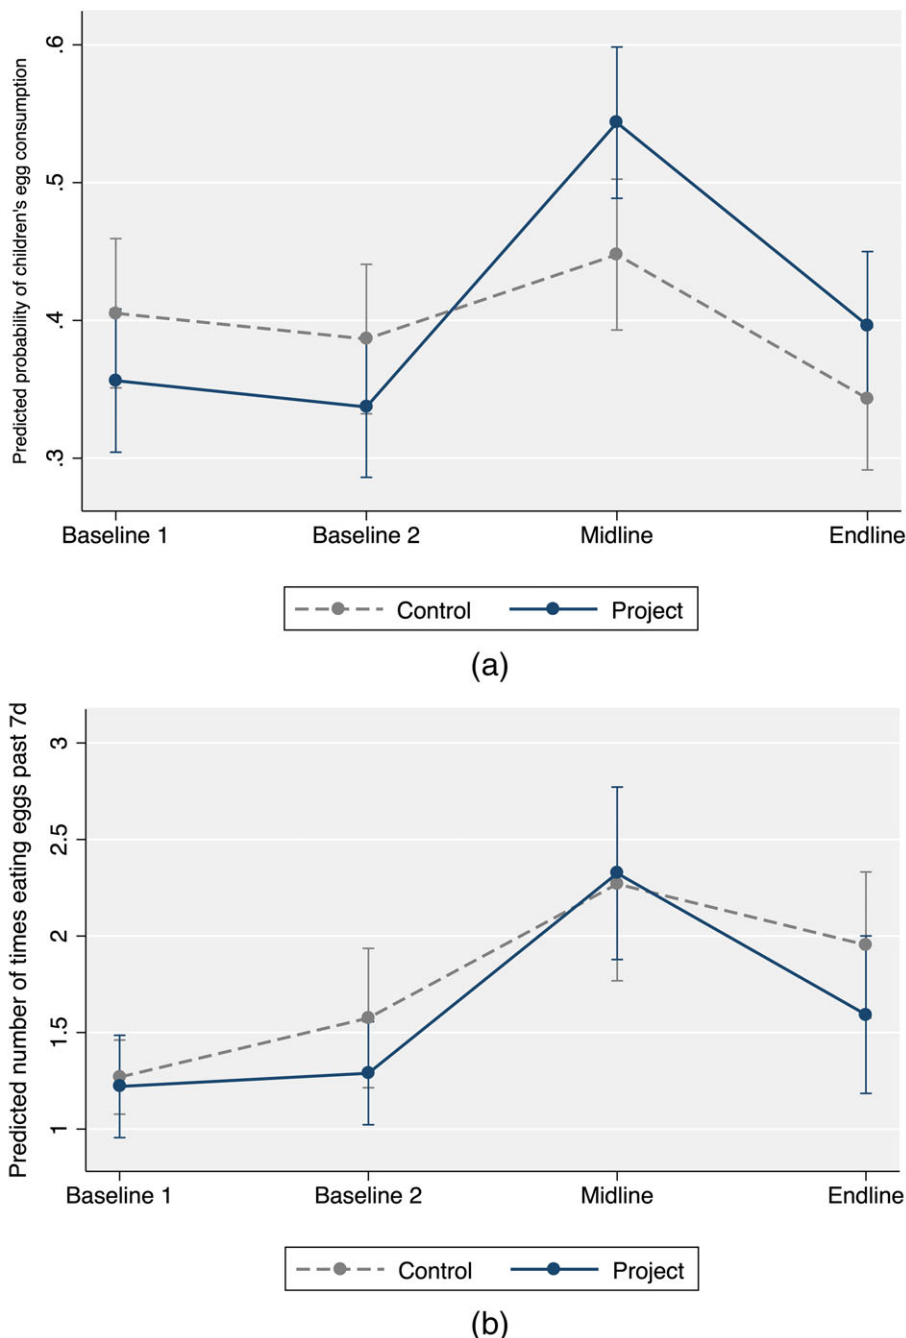 Predicted probability of children's egg consumption
.6
.5
.4
.3
Baseline 1 Baseline 2 Midline Endline
Control Project
(a)
Predicted number of times eating eggs past 7d
3
2.5
2
1.5
1
Baseline 1 Baseline 2 Midline Endline
Control Project
(b)